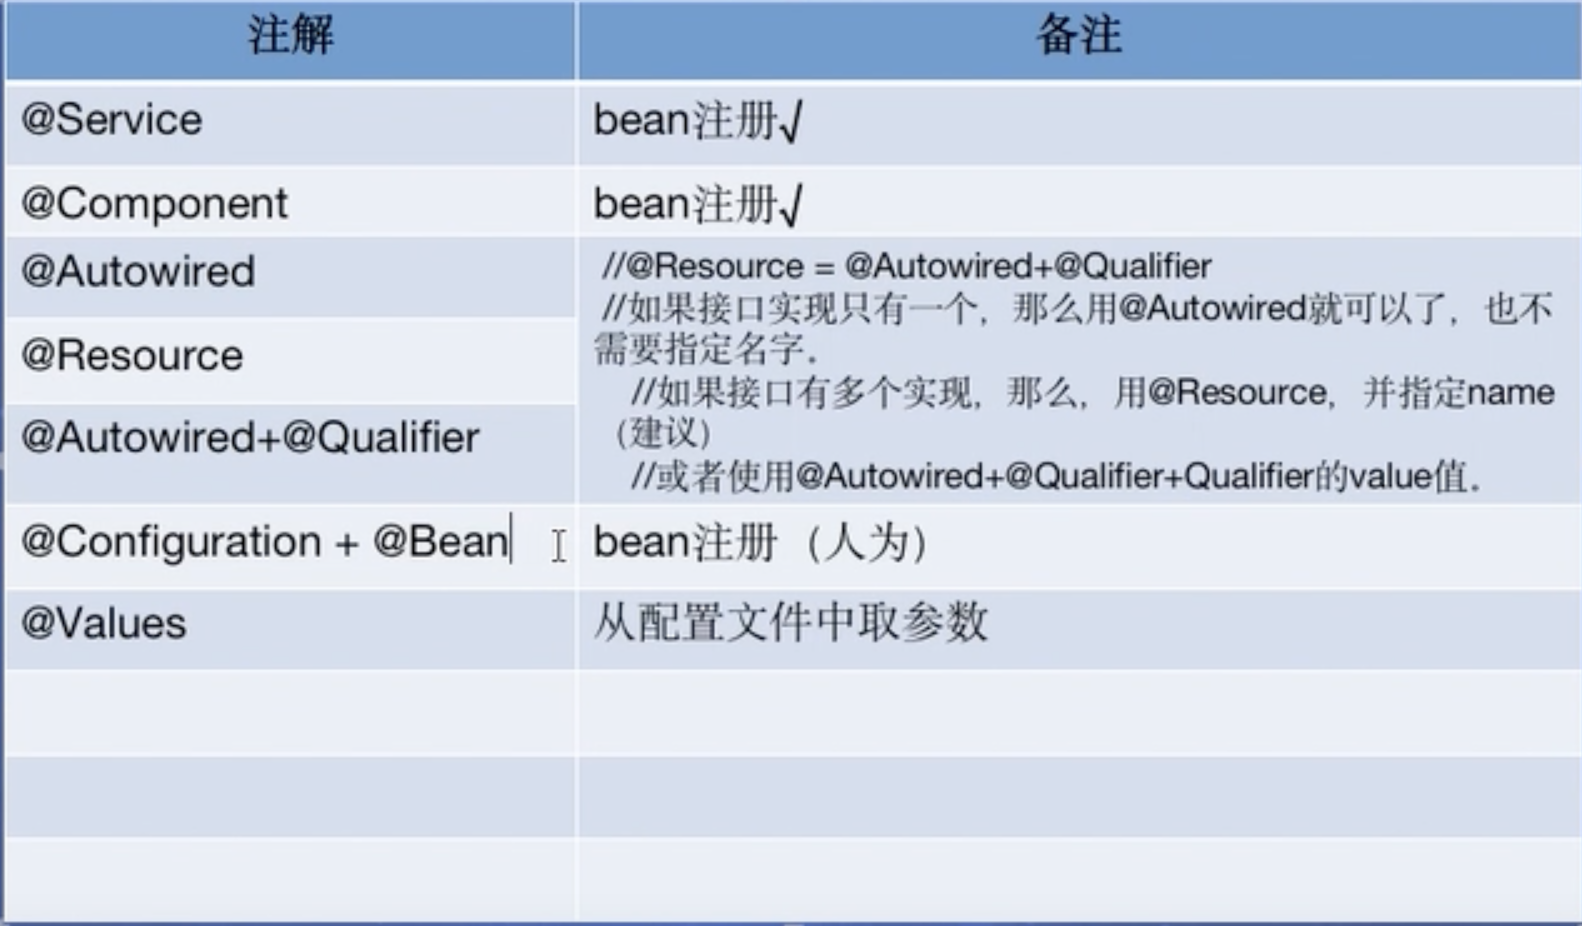 注解
备注
@Service
bean注册√
@Component
bean注册√
@Autowired
@Resource
@Autowired+@Qualifier
//@Resource = @Autowired+@Qualifier
//如果接口实现只有一个，那么用@Autowired就可以了，也不
需要指定名字。
//如果接口有多个实现，那么，用@Resource，并指定name
（建议）
//或者使用@Autowired+@Qualifier+Qualifier的value值。
@Configuration + @Bean
bean注册（人为）
@Values
从配置文件中取参数